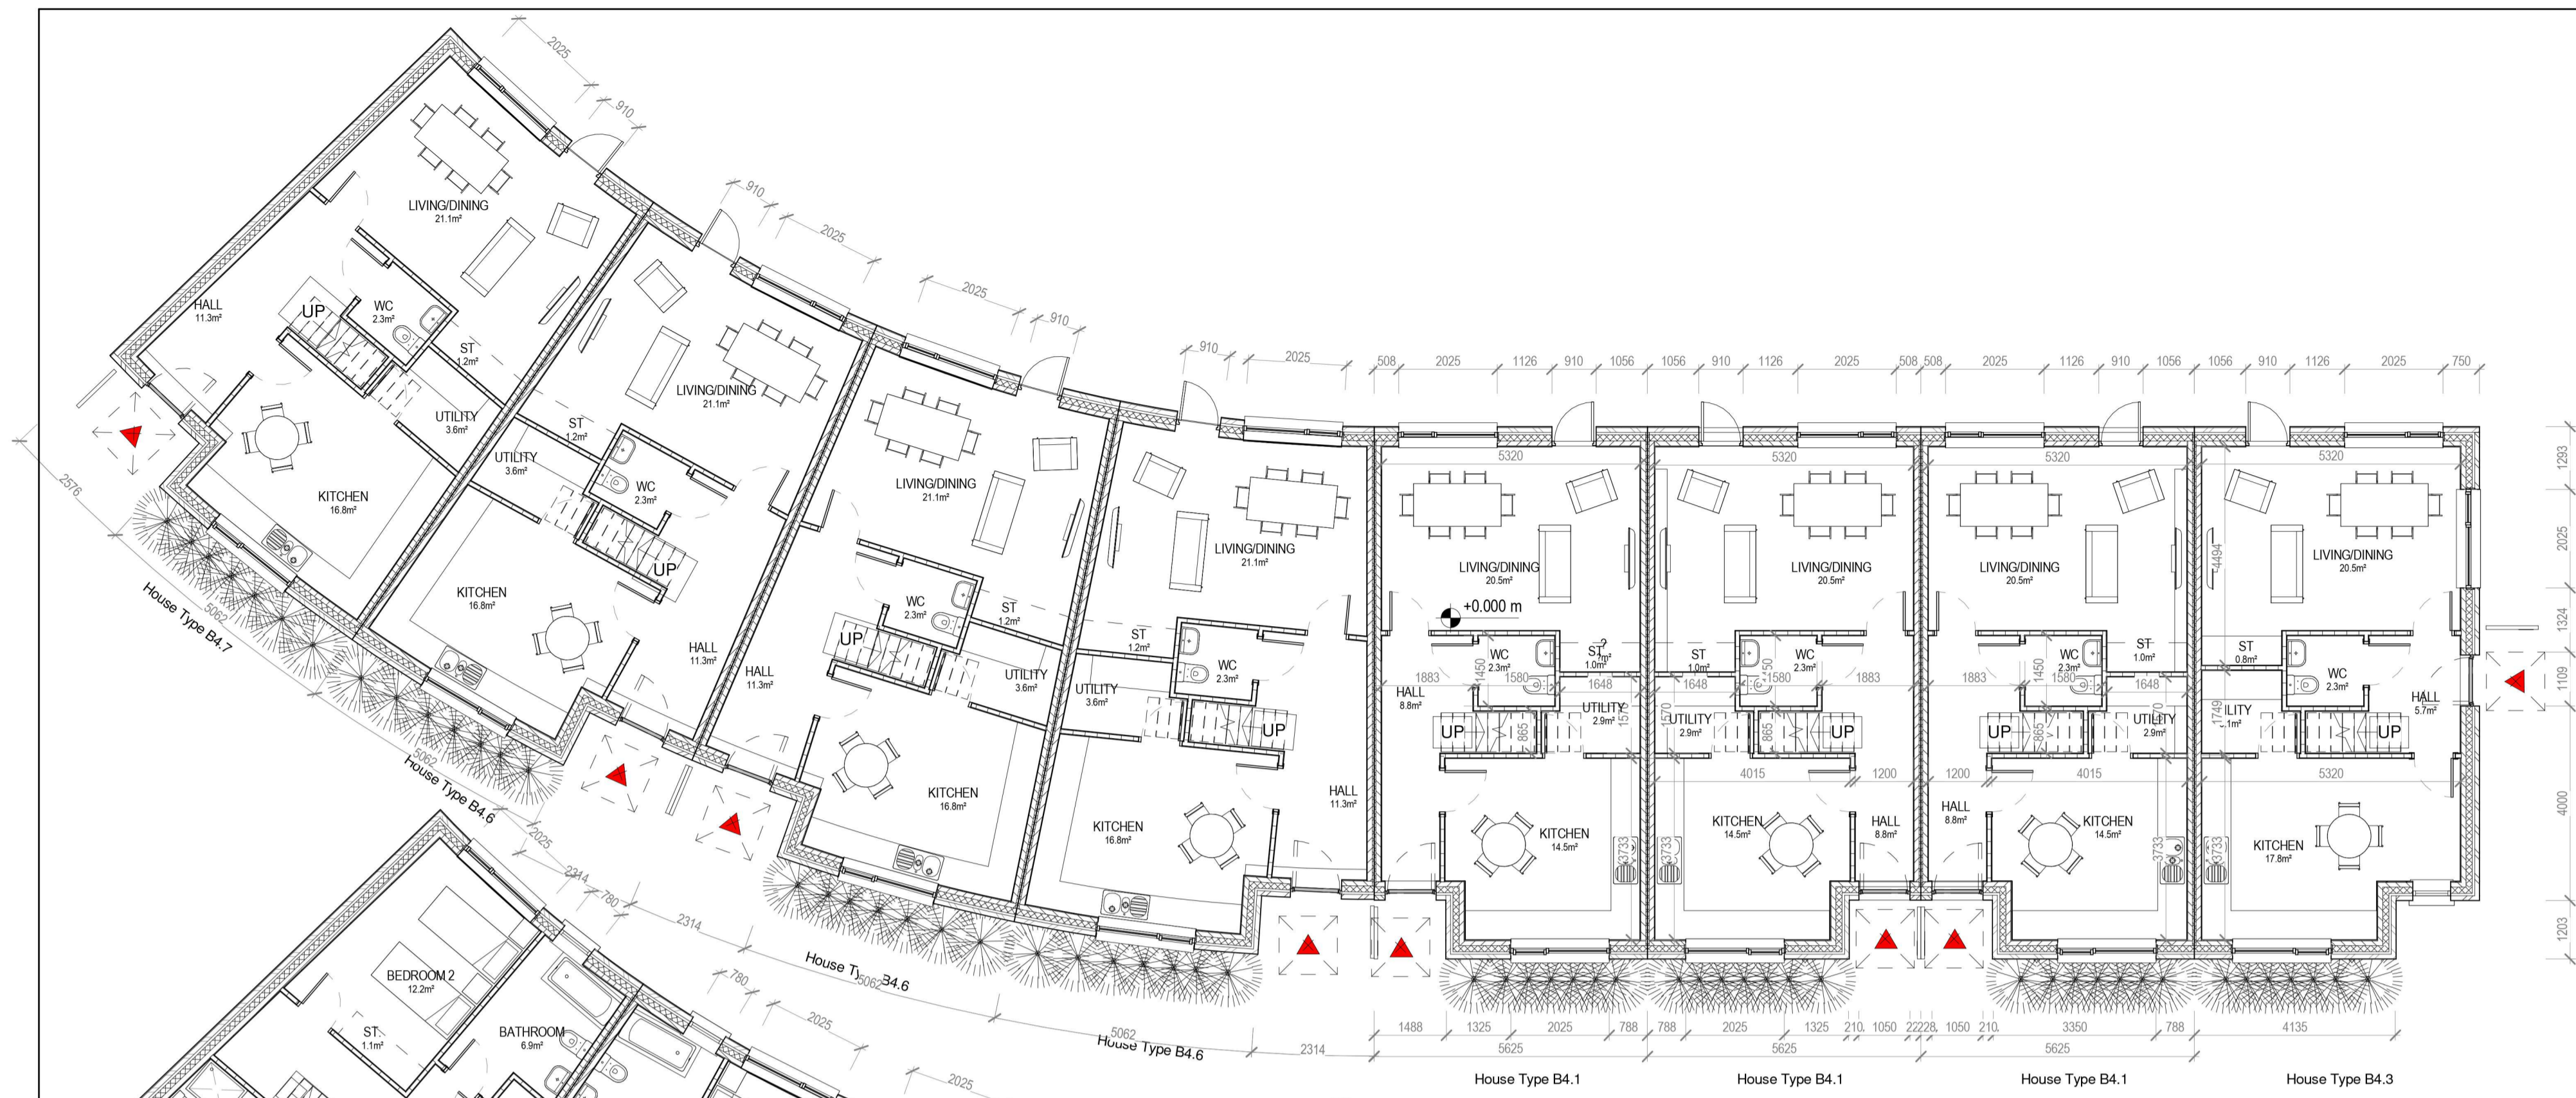 2025
910
LIVING/DINING
21.1m²
HALL
11.3m²
UP
WC
2.3m²
ST
1.2m²
UTILITY
3.6m²
KITCHEN
16.8m²
2576
5062
House Type B4.7
910
2025
LIVING/DINING
21.1m²
ST
1.2m²
UTILITY
3.6m²
WC
2.3m²
UP
KITCHEN
16.8m²
HALL
11.3m²
5062
House Type B4.6
2025
2314
780
2025
910
LIVING/DINING
21.1m²
WC
2.3m²
ST
1.2m²
UP
HALL
11.3m²
UTILITY
3.6m²
KITCHEN
16.8m²
2314
5062
910
2025
LIVING/DINING
21.1m²
ST
1.2m²
WC
2.3m²
UTILITY
3.6m²
UP
KITCHEN
16.8m²
HALL
11.3m²
5062
House Type B4.6
2314
508 2025 1126 910 1056 1056 910 1126 2025 508 508 2025 1126 910 1056 1056 910 1126 2025 750
5320 5320 5320 5320
LIVING/DINING
20.5m²
+0.000 m
WC
2.3m²
ST
1.0m²
?
1450
1883 1580 1648
HALL
8.8m²
UP
865
UTILITY
2.9m²
1570
KITCHEN
14.5m²
3733
LIVING/DINING
20.5m²
ST
1.0m²
WC
2.3m²
1450
1648 1580 1883
UTILITY
2.9m²
1570
865
UP
4015 1200
KITCHEN
14.5m²
3733
HALL
8.8m²
LIVING/DINING
20.5m²
WC
2.3m²
ST
1.0m²
1450
1883 1580 1648
UP
865
UTILITY
2.9m²
1200 4015
HALL
8.8m²
KITCHEN
14.5m²
3733
4494
LIVING/DINING
20.5m²
ST
0.8m²
WC
2.3m²
HALL
5.7m²
1749
UP
5320
KITCHEN
17.8m²
3733
1293
2025
1324
1109
4000
1203
1488 1325 2025 788 788 2025 1325 210 1050 1050 210 3350 788 4135
5625 5625 5625
House Type B4.1
House Type B4.1
House Type B4.1
House Type B4.3
BEDROOM 2
12.2m²
ST.
1.1m²
BATHROOM
6.9m²
780
2025
2025